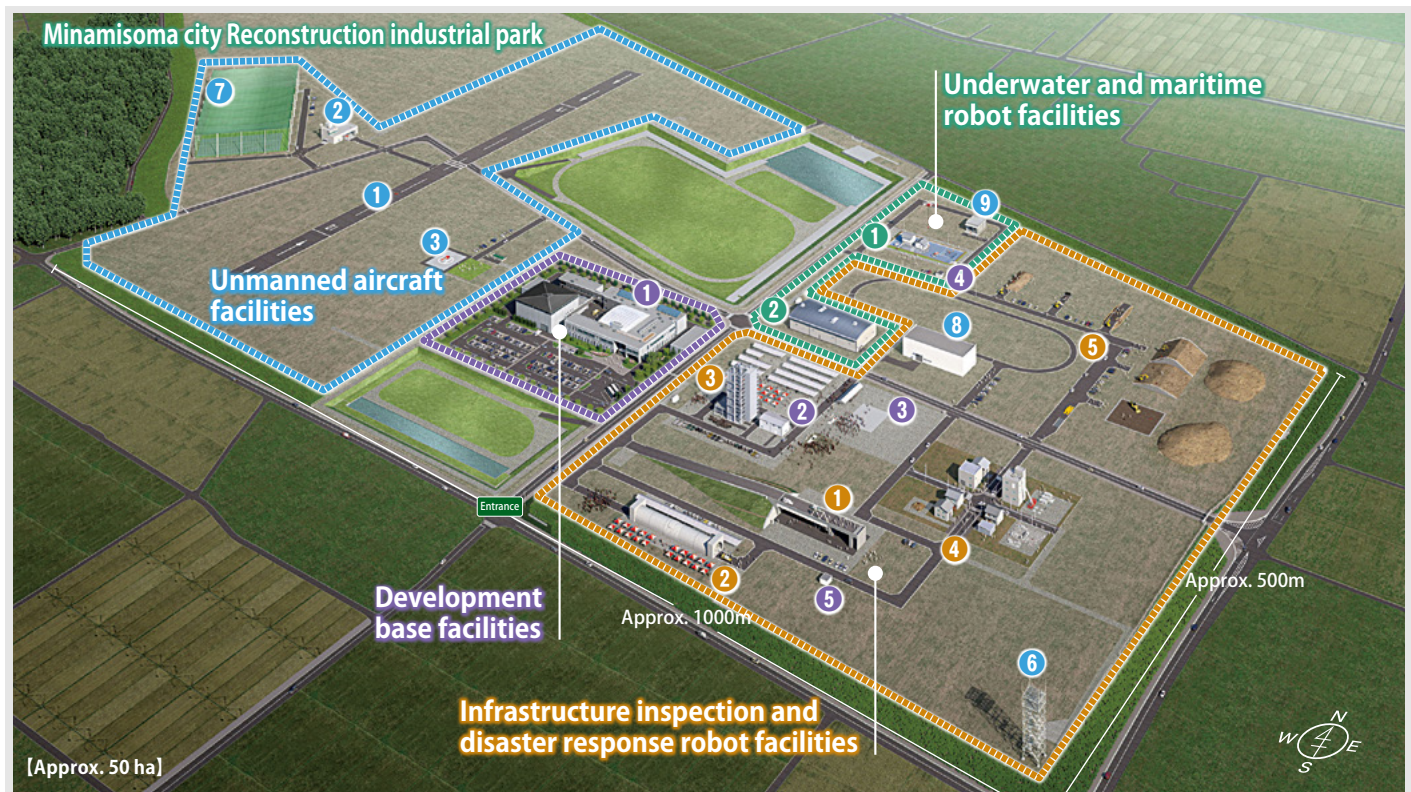 Minamisoma city Reconstruction industrial park
7
2
Underwater and maritime
robot facilities
1
9
1
3
4
Unmanned aircraft
facilities
1
2
8
5
3
2
3
Entrance
1
4
2
5
Development
base facilities
Approx. 1000m
Approx. 500m
6
Infrastructure inspection and
disaster response robot facilities
N
W
E
S
【Approx. 50 ha】